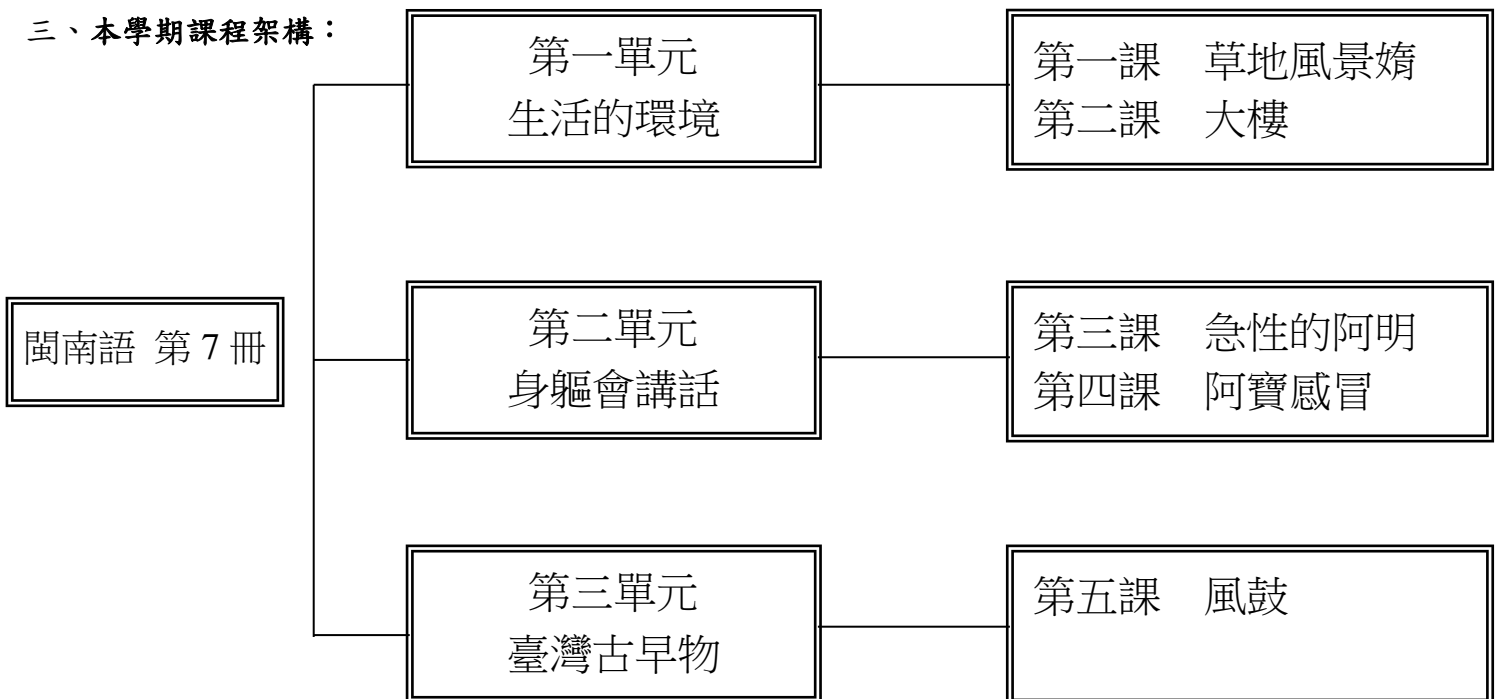 三、本學期課程架構：
第一單元
生活的環境
第一課　草地風景媠
第二課　大樓
閩南語 第 7 冊
第二單元
身軀會講話
第三課　急性的阿明
第四課　阿寶感冒
第三單元
臺灣古早物
第五課　風鼓